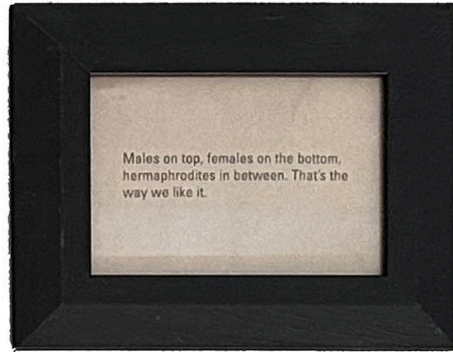 Males on top, females on the bottom,
hermaphrodites in between. That's the
way we like it.